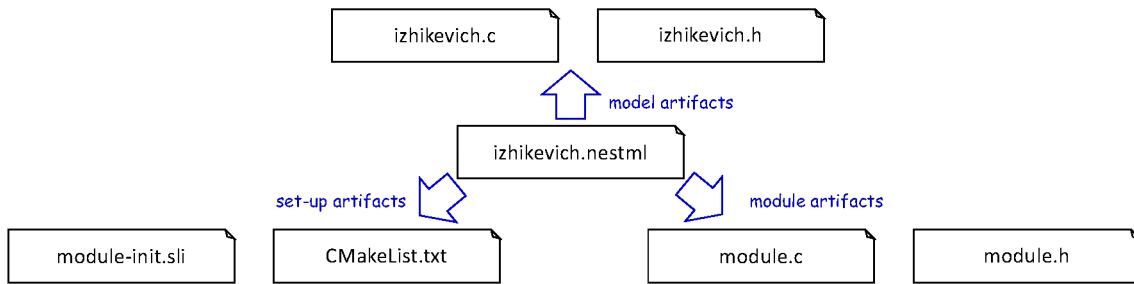 izhikevich.c
izhikevich.h
model artifacts
izhikevich.nestml
set-up artifacts
module artifacts
module-init.sli
CMakeList.txt
module.c
module.h